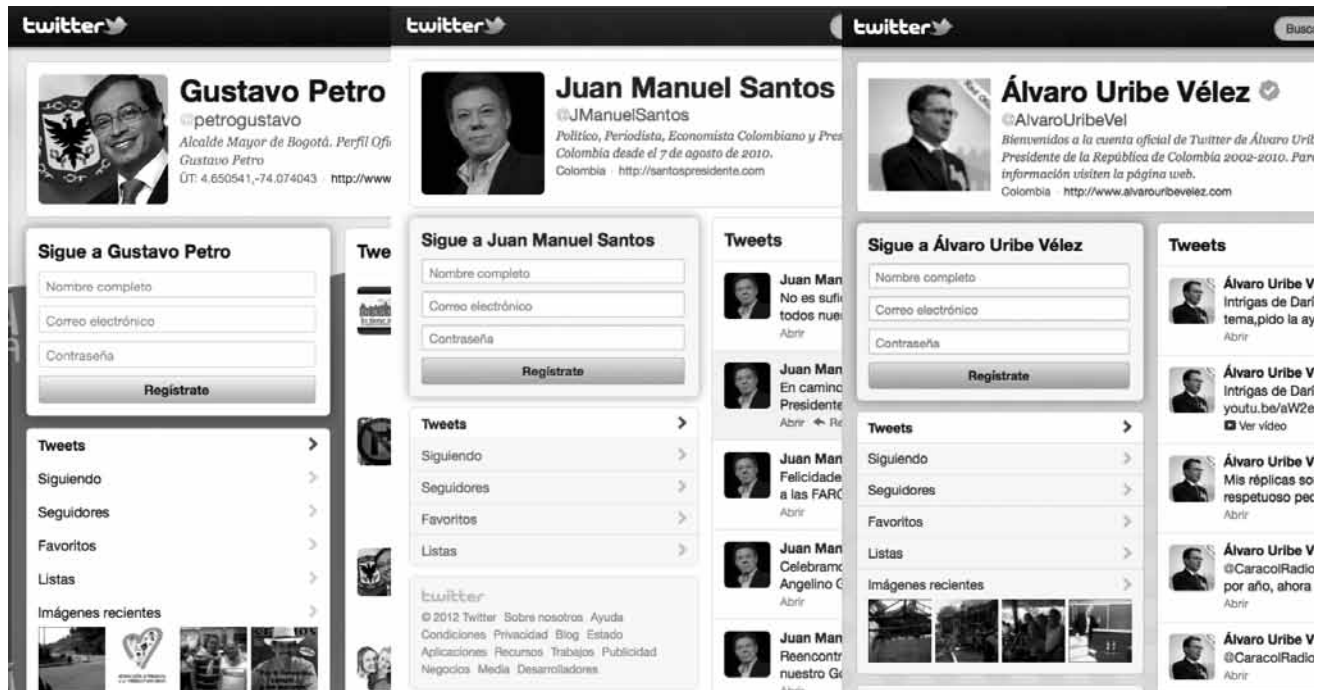 twitter
Gustavo Petro
@petrogustavo
Alcalde Mayor de Bogotá. Perfil Ofi
Gustavo Petro
ÜT: 4.650541,-74.074043 · http://www
Sigue a Gustavo Petro
Nombre completo
Correo electrónico
Contraseña
Regístrate
Tweets
Siguiendo
Seguidores
Favoritos
Listas
Imágenes recientes
Twe
twitter
Juan Manuel Santos
@JManuelSantos
Político, Periodista, Economista Colombiano y Pres
Colombia desde el 7 de agosto de 2010.
Colombia · http://santospresidente.com
Sigue a Juan Manuel Santos
Nombre completo
Correo electrónico
Contraseña
Regístrate
Tweets
Siguiendo
Seguidores
Favoritos
Listas
twitter
© 2012 Twitter Sobre nosotros Ayuda
Condiciones Privacidad Blog Estado
Aplicaciones Recursos Trabajos Publicidad
Negocios Media Desarrolladores
Tweets
Juan Man
No es sufi
todos nues
Abrir
Juan Man
En camino
Presidente
Abrir Re
Juan Man
Felicidade
a las FARC
Abrir
Juan Man
Celebramo
Angelino G
Abrir
Juan Man
Reencontr
nuestro Go
twitter
Busca
Álvaro Uribe Vélez
@AlvaroUribeVel
Bienvenidos a la cuenta oficial de Twitter de Álvaro Urib
Presidente de la República de Colombia 2002-2010. Para
información visiten la página web.
Colombia · http://www.alvarouribevelez.com
Sigue a Álvaro Uribe Vélez
Nombre completo
Correo electrónico
Contraseña
Regístrate
Tweets
Siguiendo
Seguidores
Favoritos
Listas
Imágenes recientes
Tweets
Álvaro Uribe V
Intrigas de Darí
tema,pido la ay
Abrir
Álvaro Uribe V
Intrigas de Darí
youtu.be/aW2e
Ver vídeo
Álvaro Uribe V
Mis réplicas so
respetuoso ped
Abrir
Álvaro Uribe V
@CaracolRadio
por año, ahora
Abrir
Álvaro Uribe V
@CaracolRadio
Abrir